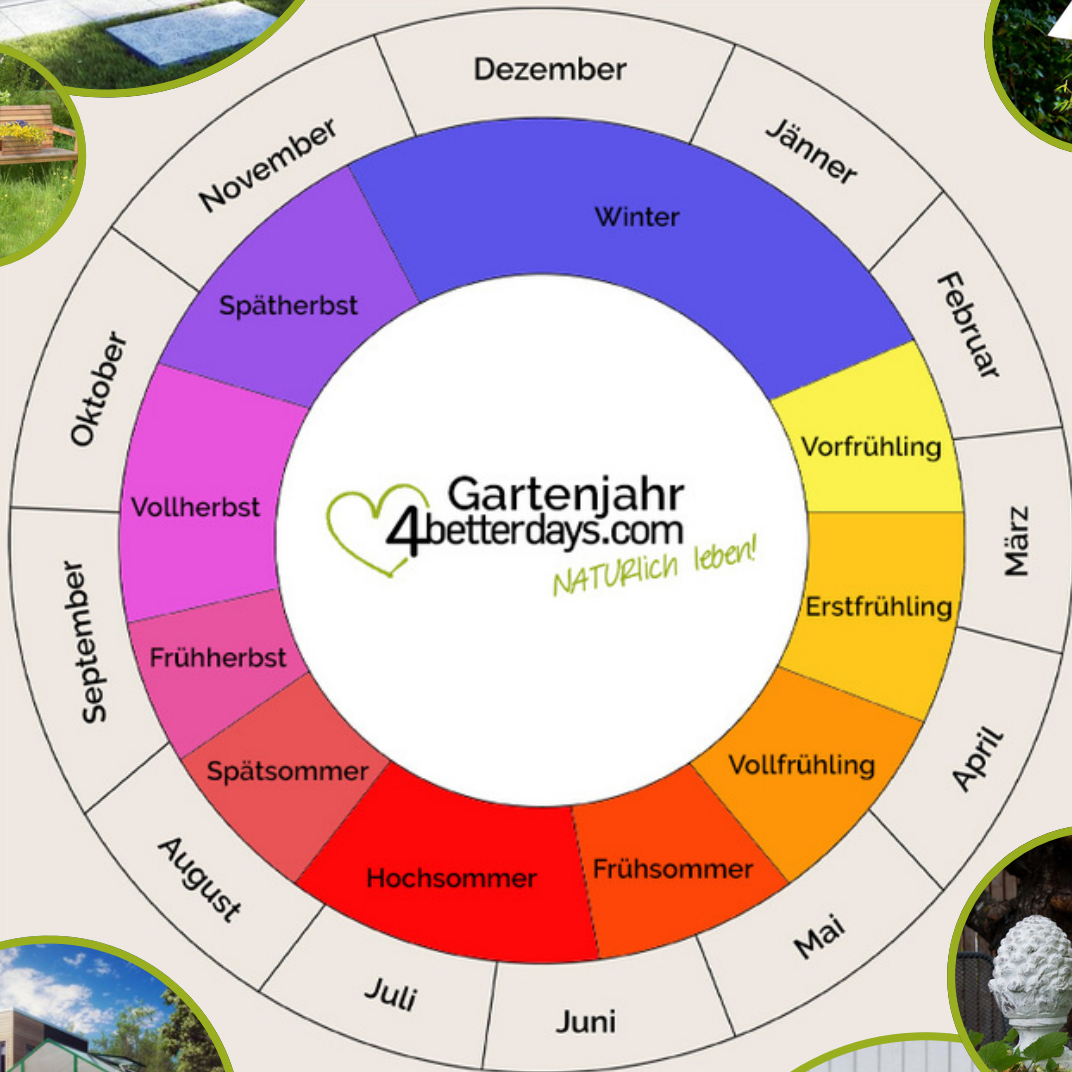 Dezember
Jänner
Februar
März
April
Mai
Juni
Juli
August
September
Oktober
November
Winter
Vorfrühling
Erstfrühling
Vollfrühling
Frühsommer
Hochsommer
Spätsommer
Frühherbst
Vollherbst
Spätherbst
Gartenjahr
4betterdays.com
NATURlich leben!